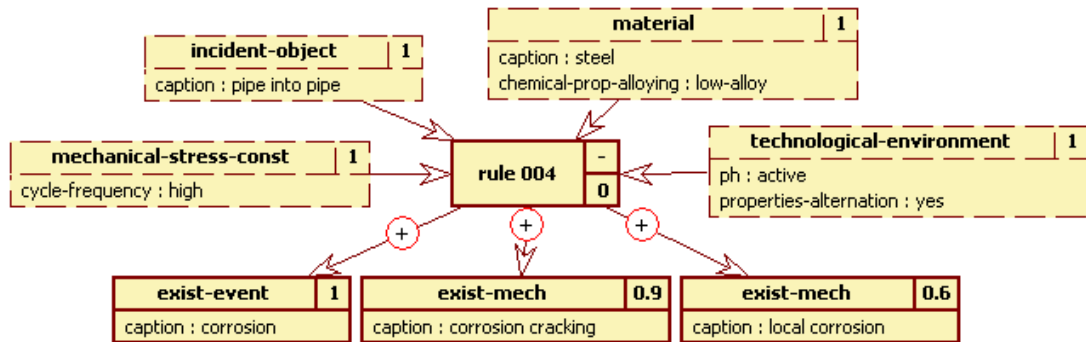 material 1
caption : steel
chemical-prop-alloying : low-alloy
incident-object 1
caption : pipe into pipe
mechanical-stress-const 1
cycle-frequency : high
rule 004 -
0
technological-environment 1
ph : active
properties-alternation : yes
+ + +
exist-event 1
caption : corrosion
exist-mech 0.9
caption : corrosion cracking
exist-mech 0.6
caption : local corrosion